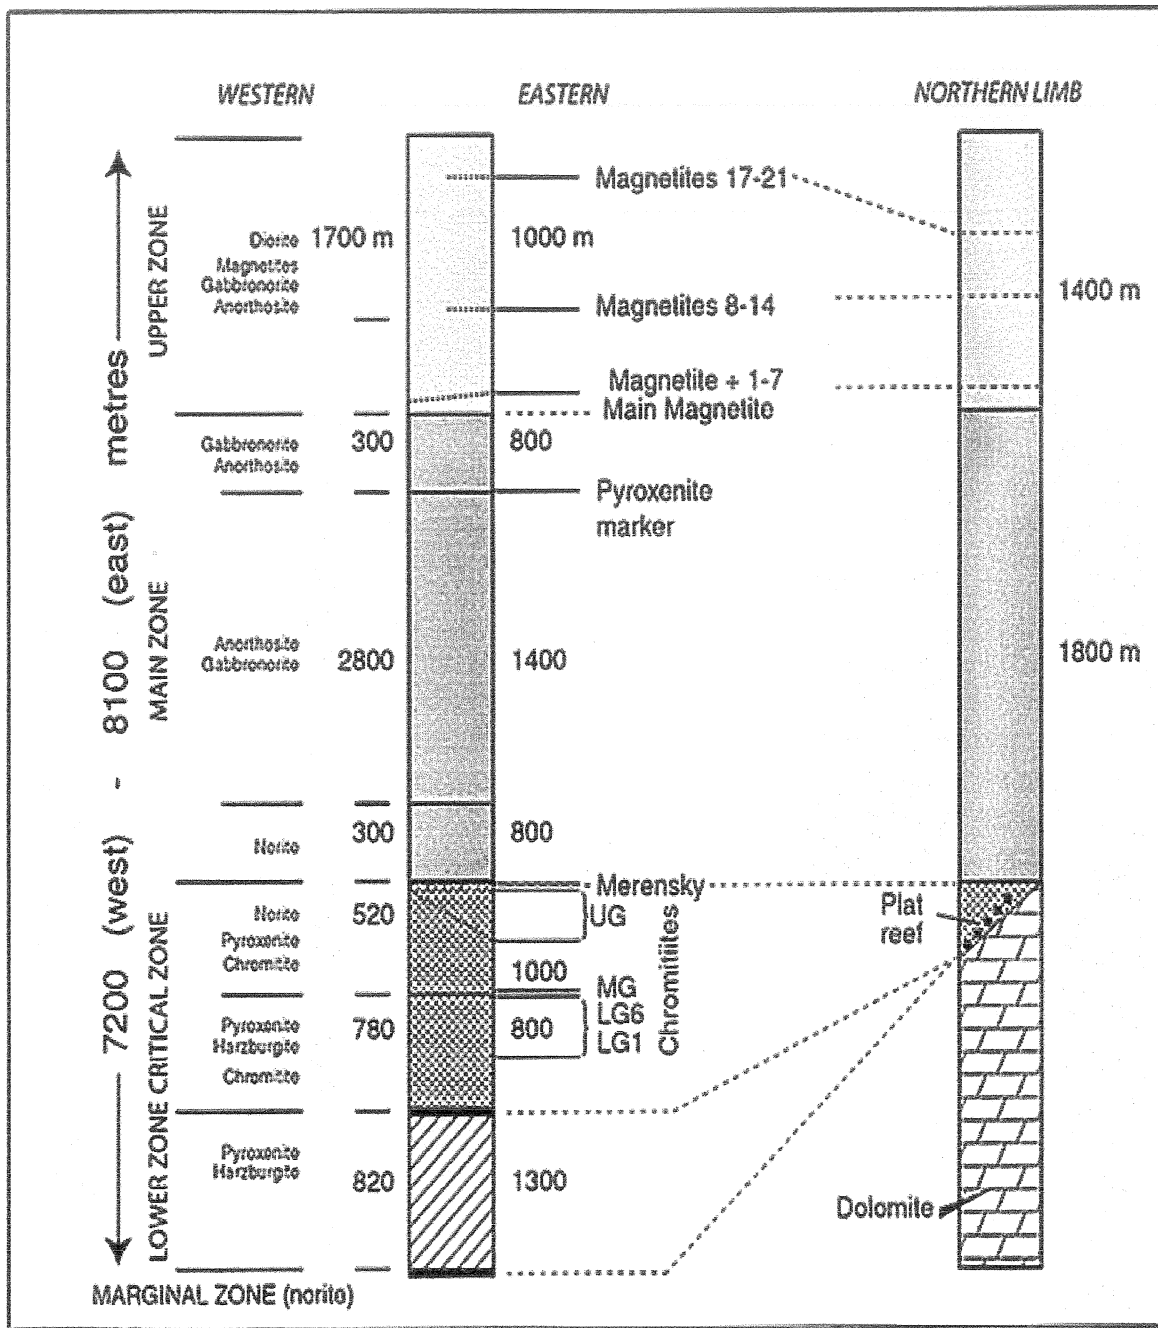 WESTERN
EASTERN
NORTHERN LIMB
metres
7200 (west) - 8100 (east)
UPPER ZONE
Diorite
Magnetites
Gabbronorite
Anorthosite
1700 m
1000 m
Magnetites 17-21
Magnetites 8-14
Magnetite + 1-7
Main Magnetite
1400 m
MAIN ZONE
Gabbronorite
Anorthosite
300
800
Pyroxenite
marker
Anorthosite
Gabbronorite
2800
1400
1800 m
Norite
300
800
Merensky
Plat
reef
LOWER ZONE CRITICAL ZONE
Norite
Pyroxenite
Chromitite
520
UG
1000
MG
Chromitiites
Pyroxenite
Harzburgite
Chromitite
780
800
LG6
LG1
Pyroxenite
Harzburgite
820
1300
Dolomite
MARGINAL ZONE (norite)